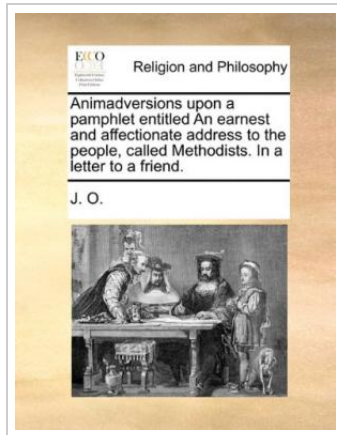 ECCO
Religion and Philosophy
Animadversions upon a
pamphlet entitled An earnest
and affectionate address to the
people, called Methodists. In a
letter to a friend.
J. O.